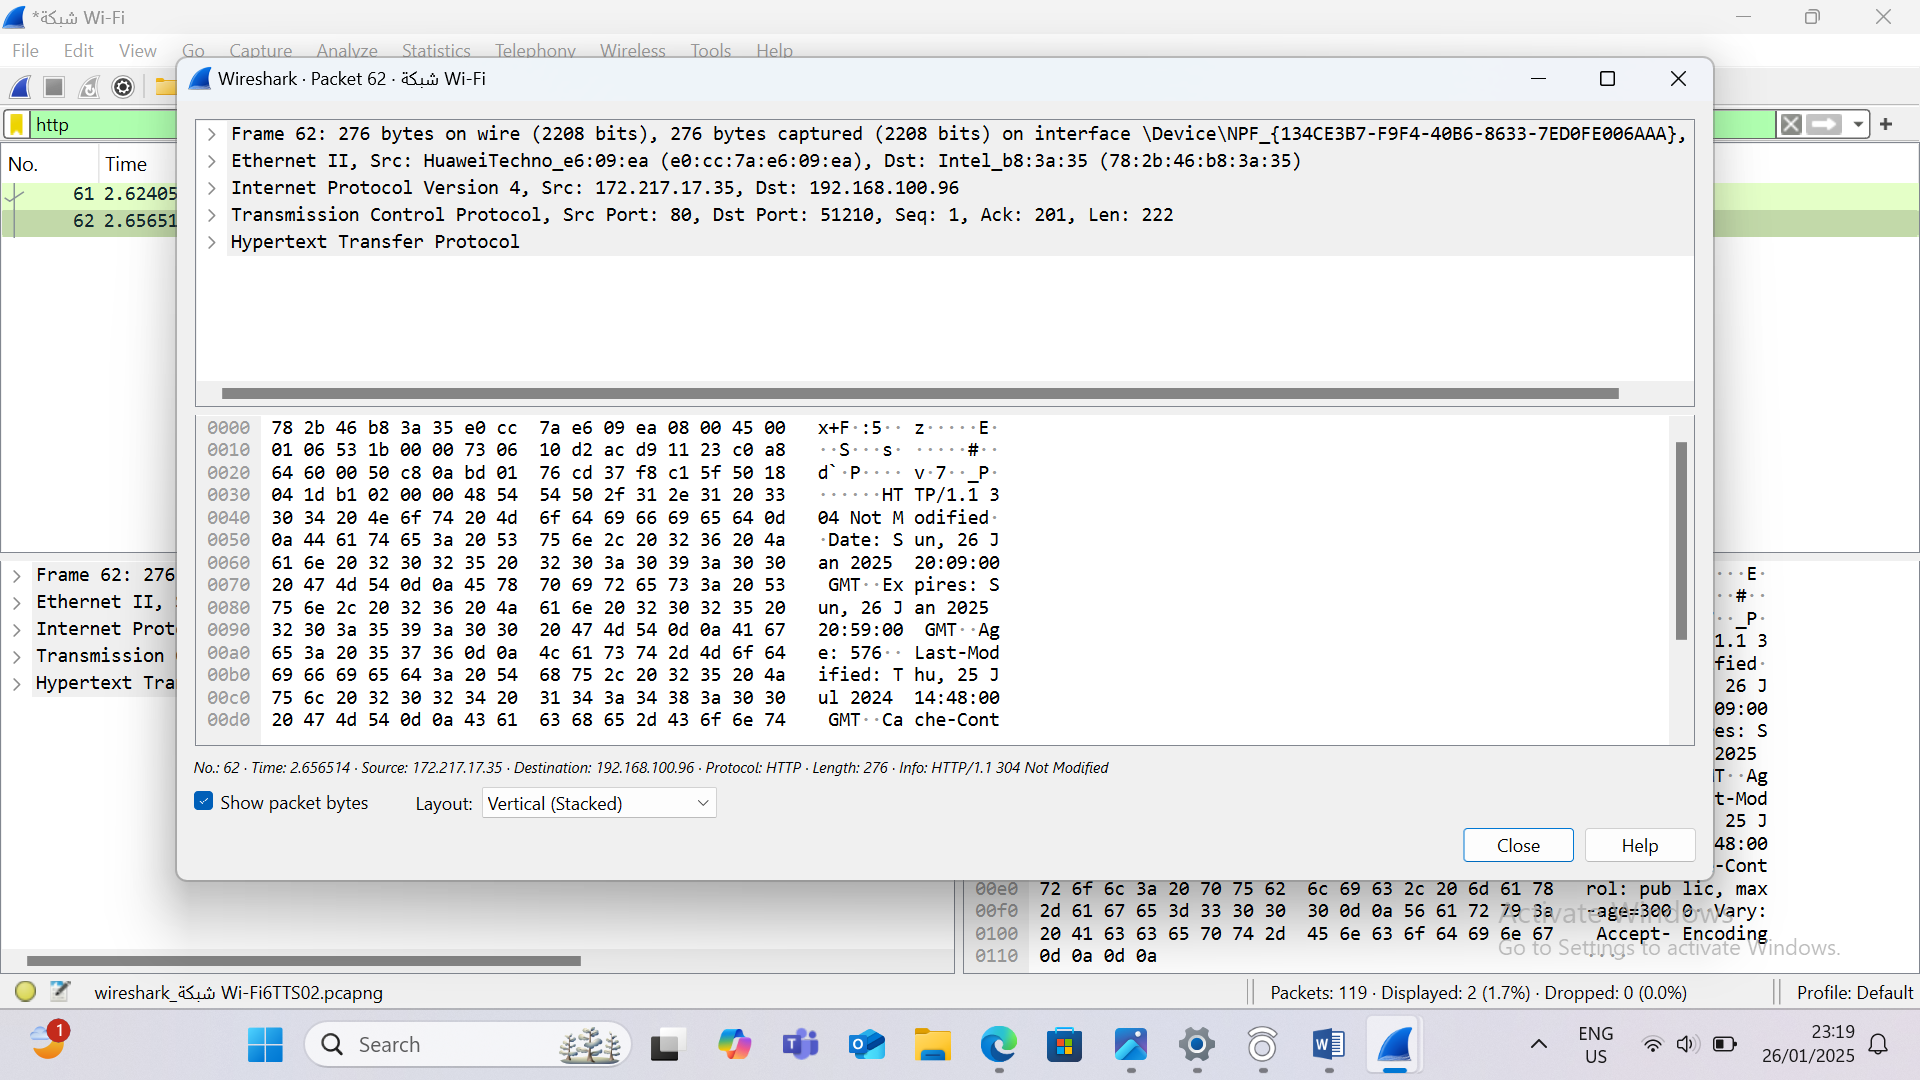 *شبكة Wi-Fi
File Edit View Go Capture Analyze Statistics Telephony Wireless Tools Help
Wireshark · Packet 62 · شبكة Wi-Fi
http
No. Time
61 2.62405
62 2.65651
Frame 62: 276 bytes on wire (2208 bits), 276 bytes captured (2208 bits) on interface \Device\NPF_{134CE3B7-F9F4-40B6-8633-7ED0FE006AAA},
Ethernet II, Src: HuaweiTechno_e6:09:ea (e0:cc:7a:e6:09:ea), Dst: Intel_b8:3a:35 (78:2b:46:b8:3a:35)
Internet Protocol Version 4, Src: 172.217.17.35, Dst: 192.168.100.96
Transmission Control Protocol, Src Port: 80, Dst Port: 51210, Seq: 1, Ack: 201, Len: 222
Hypertext Transfer Protocol
0000 78 2b 46 b8 3a 35 e0 cc 7a e6 09 ea 08 00 45 00 x+F·:5·· z·····E·
0010 01 06 53 1b 00 00 73 06 10 d2 ac d9 11 23 c0 a8 ··S···s· ·····#··
0020 64 60 00 50 c8 0a bd 01 76 cd 37 f8 c1 5f 50 18 d`·P···· v·7··_P·
0030 04 1d b1 02 00 00 48 54 54 50 2f 31 2e 31 20 33 ······HT TP/1.1 3
0040 30 34 20 4e 6f 74 20 4d 6f 64 69 66 69 65 64 0d 04 Not M odified·
0050 0a 44 61 74 65 3a 20 53 75 6e 2c 20 32 36 20 4a ·Date: S un, 26 J
0060 61 6e 20 32 30 32 35 20 32 30 3a 30 39 3a 30 30 an 2025 20:09:00
0070 20 47 4d 54 0d 0a 45 78 70 69 72 65 73 3a 20 53 GMT··Ex pires: S
0080 75 6e 2c 20 32 36 20 4a 61 6e 20 32 30 32 35 20 un, 26 J an 2025
0090 32 30 3a 35 39 3a 30 30 20 47 4d 54 0d 0a 41 67 20:59:00 GMT··Ag
00a0 65 3a 20 35 37 36 0d 0a 4c 61 73 74 2d 4d 6f 64 e: 576·· Last-Mod
00b0 69 66 69 65 64 3a 20 54 68 75 2c 20 32 35 20 4a ified: T hu, 25 J
00c0 75 6c 20 32 30 32 34 20 31 34 3a 34 38 3a 30 30 ul 2024 14:48:00
00d0 20 47 4d 54 0d 0a 43 61 63 68 65 2d 43 6f 6e 74 GMT··Ca che-Cont
No.: 62 · Time: 2.656514 · Source: 172.217.17.35 · Destination: 192.168.100.96 · Protocol: HTTP · Length: 276 · Info: HTTP/1.1 304 Not Modified
Show packet bytes Layout: Vertical (Stacked)
Close Help
Frame 62: 276
Ethernet II,
Internet Prot
Transmission
Hypertext Tra
···E·
··#··
·_P·
1.1 3
fied·
26 J
09:00
es: S
2025
T··Ag
t-Mod
25 J
48:00
-Cont
00e0 72 6f 6c 3a 20 70 75 62 6c 69 63 2c 20 6d 61 78 rol: pub lic, max
00f0 2d 61 67 65 3d 33 30 30 30 0d 0a 56 61 72 79 3a -age=300 0··Vary:
0100 20 41 63 63 65 70 74 2d 45 6e 63 6f 64 69 6e 67 Accept- Encoding
0110 0d 0a 0d 0a ····
Activate Windows
Go to Settings to activate Windows.
wireshark_شبكة Wi-Fi6TTS02.pcapng
Packets: 119 · Displayed: 2 (1.7%) · Dropped: 0 (0.0%)
Profile: Default
1
Search
ENG
US
23:19
26/01/2025